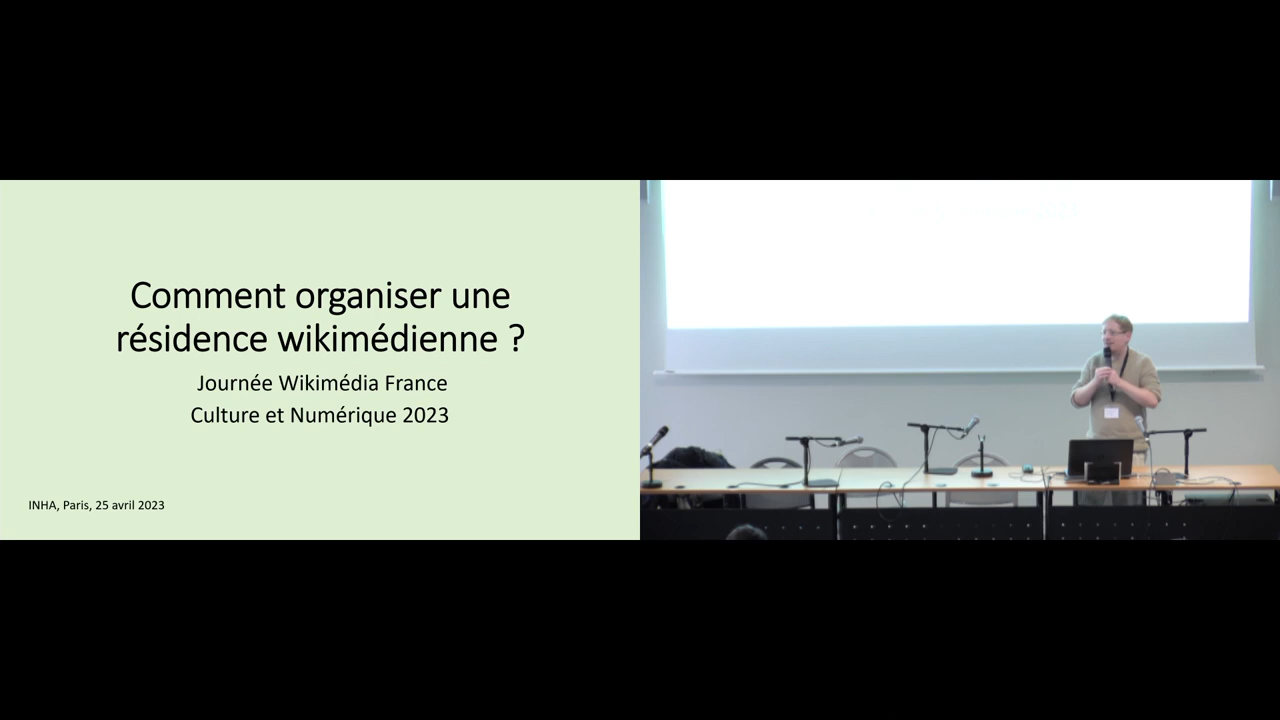 Comment organiser une
résidence wikimédienne ?
Journée Wikimédia France
Culture et Numérique 2023
INHA, Paris, 25 avril 2023